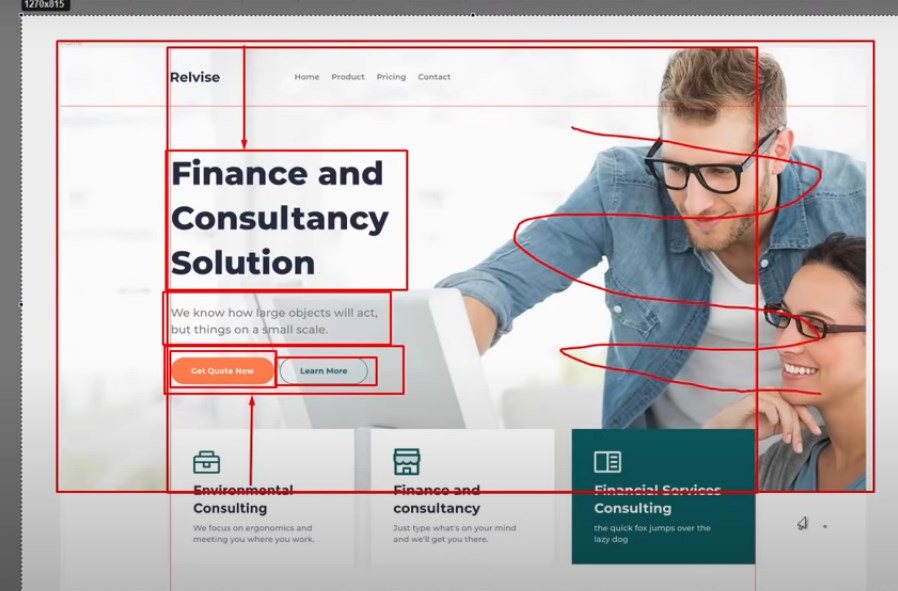 1270x815
Relvise
Home Product Pricing Contact
Finance and
Consultancy
Solution
We know how large objects will act,
but things on a small scale.
Get Quote Now Learn More
Environmental
Consulting
We focus on ergonomics and
meeting you where you work.
Finance and
consultancy
Just type what's on your mind
and we'll get you there.
Financial Services
Consulting
the quick fox jumps over the
lazy dog